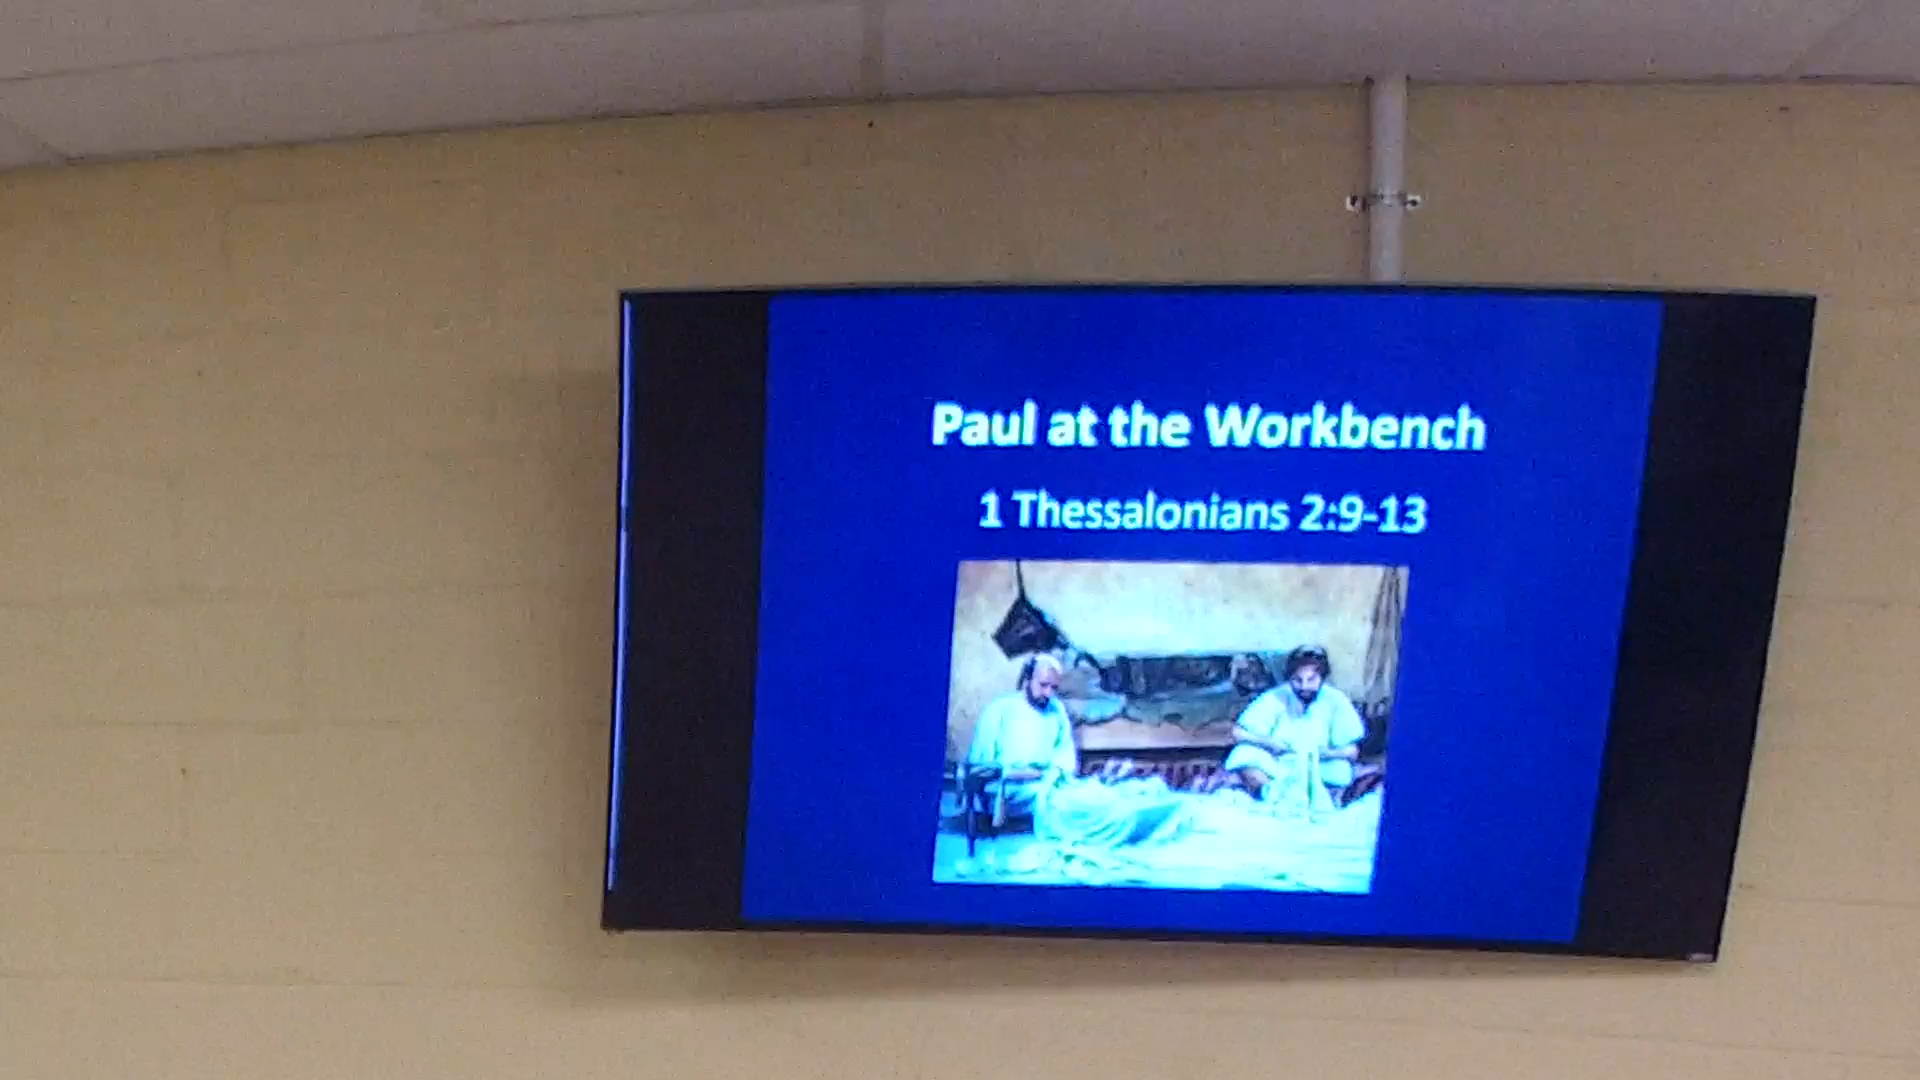 Paul at the Workbench
1 Thessalonians 2:9-13